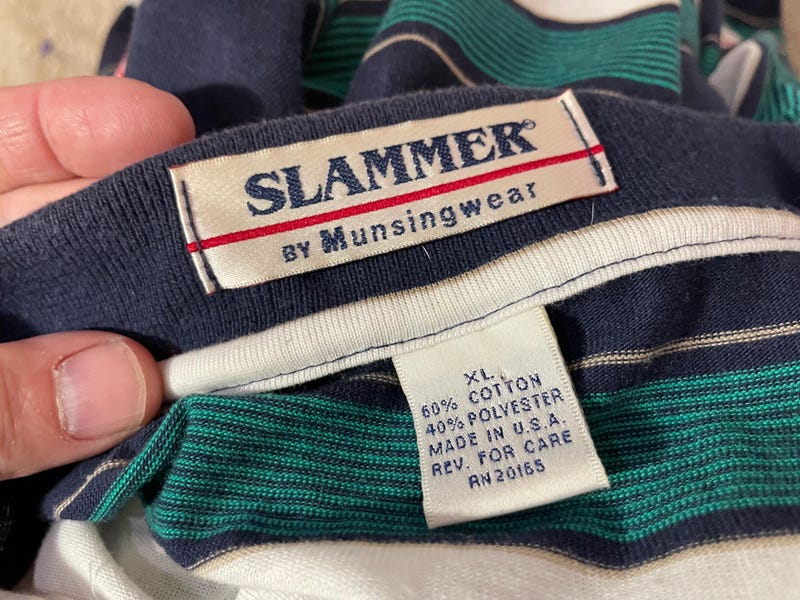 SLAMMER®
BY Munsingwear
XL
60% COTTON
40% POLYESTER
MADE IN U.S.A.
REV. FOR CARE
RN 20165